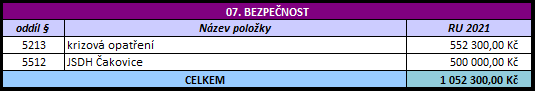 07. BEZPEČNOST
oddíl § Název položky RU 2021
5213 krizová opatření 552 300,00 Kč
5512 JSDH Čakovice 500 000,00 Kč
CELKEM 1 052 300,00 Kč